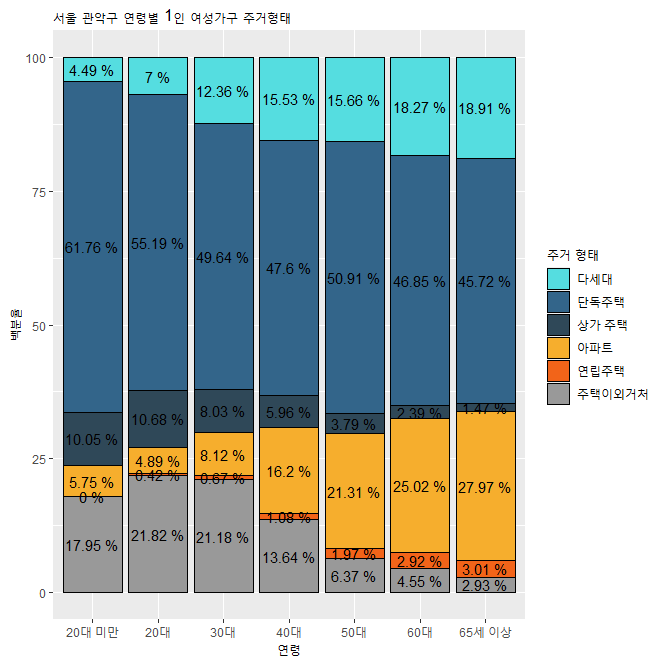 서울 관악구 연령별 1인 여성가구 주거형태
백분율
100
75
50
25
0
4.49 %
7 %
12.36 %
15.53 %
15.66 %
18.27 %
18.91 %
61.76 %
55.19 %
49.64 %
47.6 %
50.91 %
46.85 %
45.72 %
10.05 %
10.68 %
8.03 %
5.96 %
3.79 %
2.39 %
1.47 %
5.75 %
4.89 %
8.12 %
16.2 %
21.31 %
25.02 %
27.97 %
0 %
0.42 %
0.67 %
1.08 %
1.97 %
2.92 %
3.01 %
17.95 %
21.82 %
21.18 %
13.64 %
6.37 %
4.55 %
2.93 %
20대 미만
20대
30대
40대
50대
60대
65세 이상
연령
주거 형태
다세대
단독주택
상가 주택
아파트
연립주택
주택이외거처